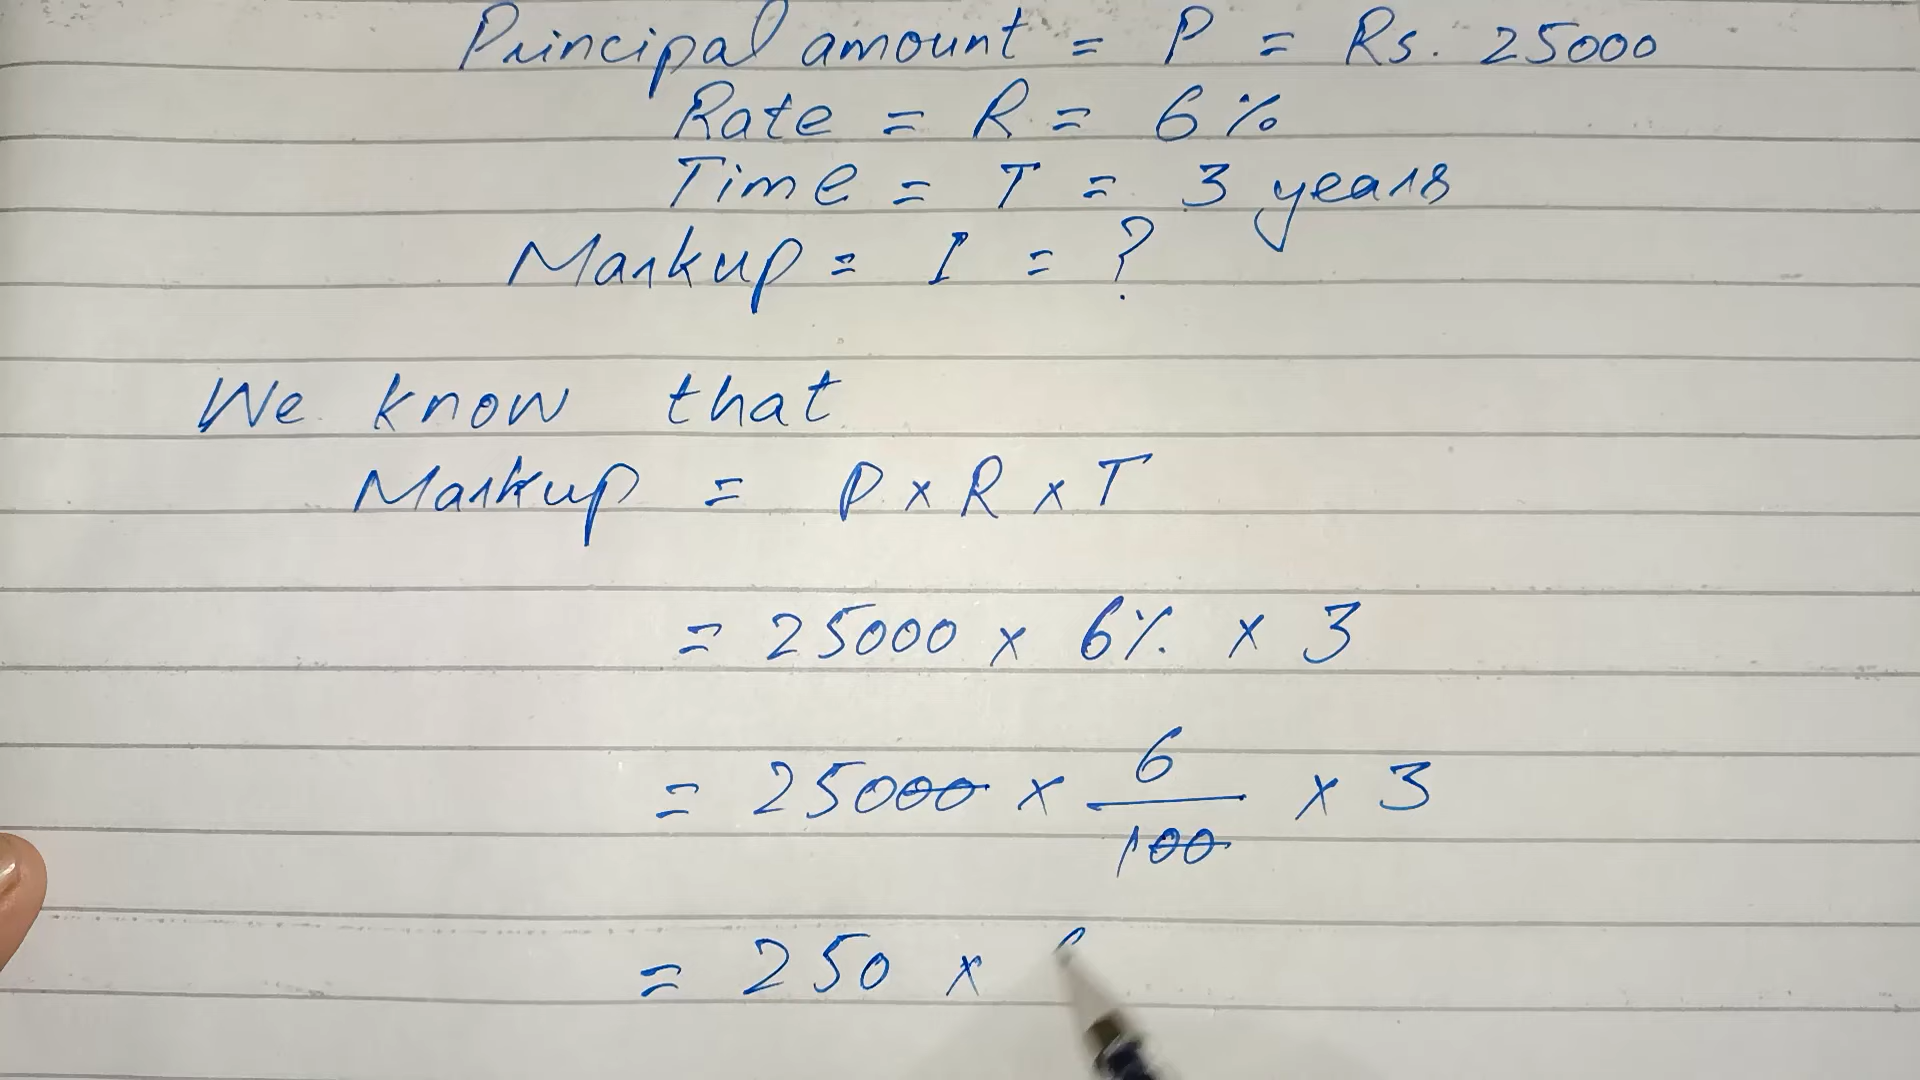 Principal amount = P = Rs. 25000
Rate = R = 6%
Time = T = 3 years
Markup = I = ?
We know that
Markup = P × R × T
= 25000 × 6% × 3
= 25000 × 6/100 × 3
= 250 ×